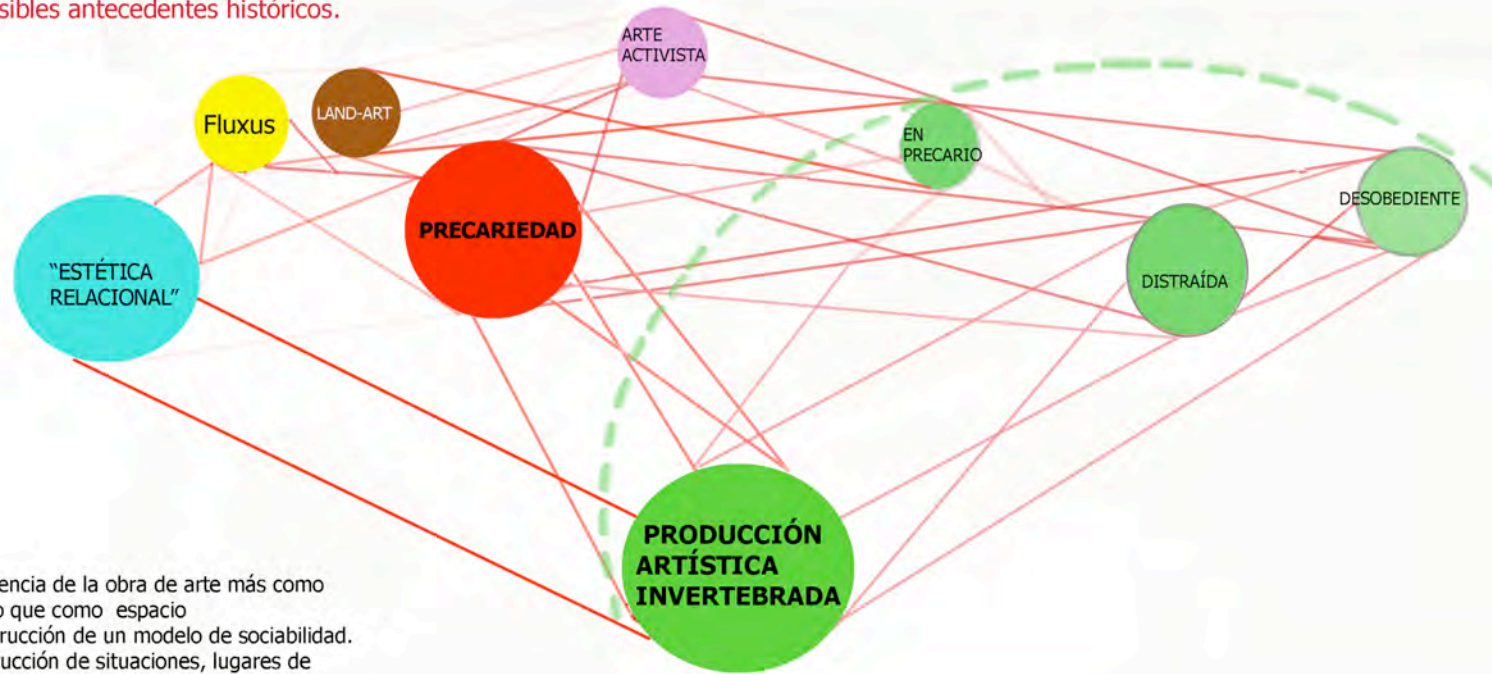 sibles antecedentes históricos.
ARTE
ACTIVISTA
Fluxus
LAND-ART
EN
PRECARIO
DESOBEDIENTE
PRECARIEDAD
"ESTÉTICA
RELACIONAL"
DISTRAÍDA
PRODUCCIÓN
ARTÍSTICA
INVERTEBRADA
encia de la obra de arte más como
o que como espacio
rucción de un modelo de sociabilidad.
ucción de situaciones, lugares de